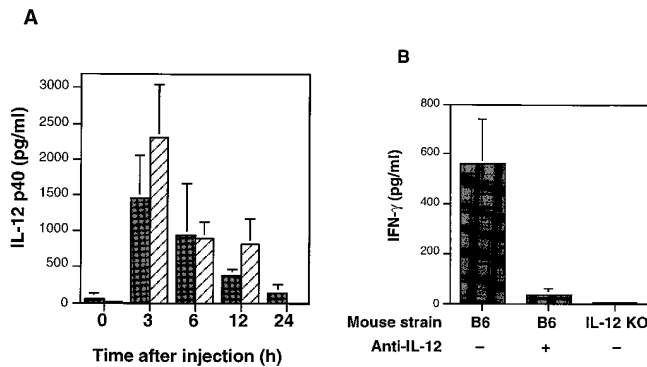 A
IL-12 p40 (pg/ml)
3000
2500
2000
1500
1000
500
0
0 3 6 12 24
Time after injection (h)
B
IFN-γ (pg/ml)
800
600
400
200
0
Mouse strain B6 B6 IL-12 KO
Anti-IL-12 – + –